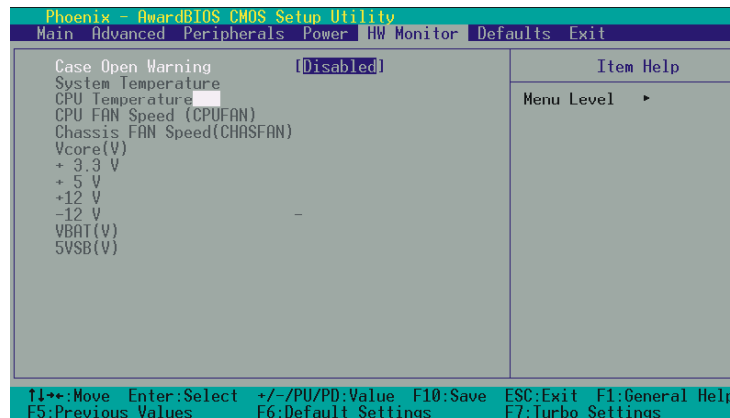 Phoenix - AwardBIOS CMOS Setup Utility
Main Advanced Peripherals Power HW Monitor Defaults Exit
Case Open Warning [Disabled]
System Temperature
CPU Temperature
CPU FAN Speed (CPUFAN)
Chassis FAN Speed(CHASFAN)
Vcore(V)
+ 3.3 V
+ 5 V
+12 V
-12 V -
VBAT(V)
5VSB(V)
Item Help
Menu Level ▸
↑↓→←:Move Enter:Select +/-/PU/PD:Value F10:Save ESC:Exit F1:General Help
F5:Previous Values F6:Default Settings F7:Turbo Settings